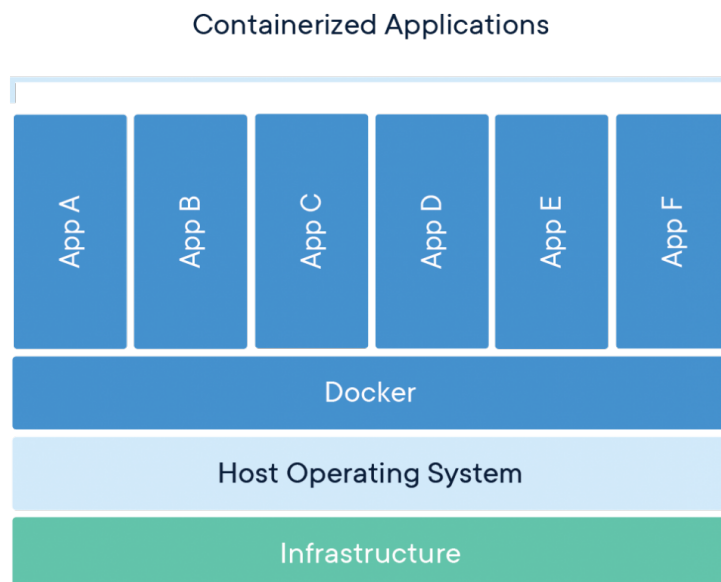 Containerized Applications
App A
App B
App C
App D
App E
App F
Docker
Host Operating System
Infrastructure